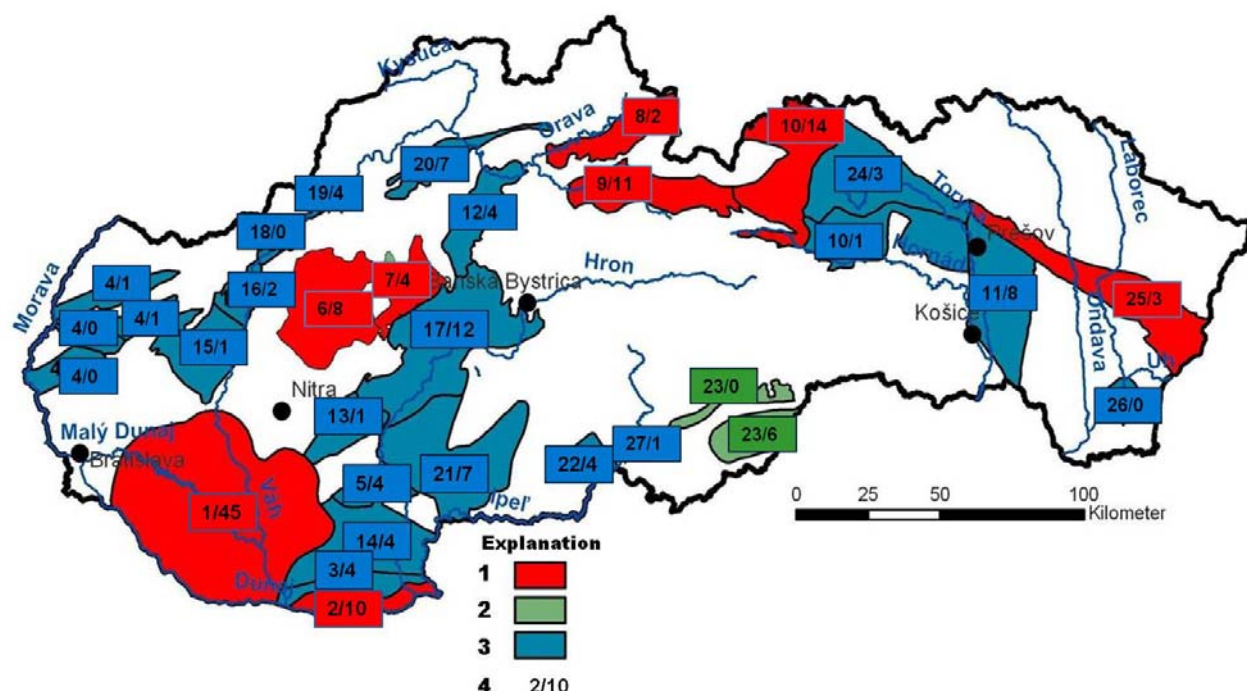 Kysuca
Orava
8/2
10/14
20/7
9/11
24/3
Torysa
Laborec
19/4
12/4
Prešov
18/0
10/1
Hornád
Morava
4/1
16/2
7/4
Banská Bystrica
Hron
11/8
25/3
4/0
4/1
6/8
17/12
Košice
Ondava
15/1
Uh
4/0
Nitra
23/0
26/0
13/1
23/6
27/1
Malý Dunaj
Bratislava
22/4
5/4
21/7
Ipeľ
Váh
1/45
0 25 50 100
Kilometer
14/4
Explanation
3/4
Dunaj
1
2/10
2
3
4 2/10